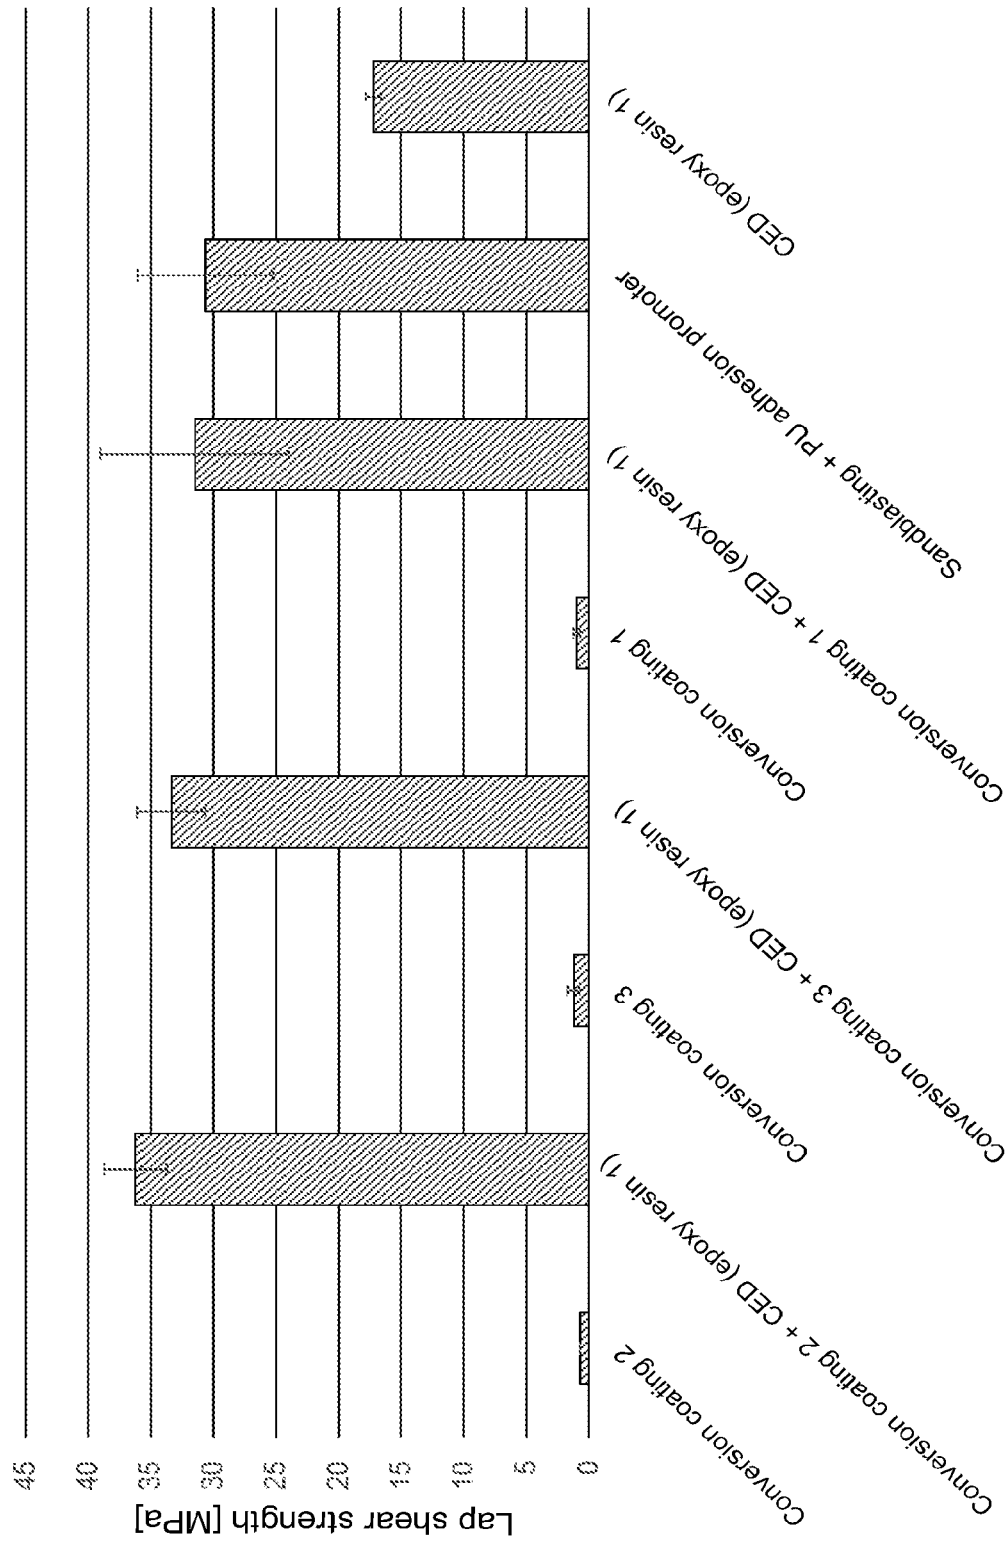 Lap shear strength [MPa]
45
40
35
30
25
20
15
10
5
0
Conversion coating 2
Conversion coating 2 + CED (epoxy resin 1)
Conversion coating 3
Conversion coating 3 + CED (epoxy resin 1)
Conversion coating 1
Conversion coating 1 + CED (epoxy resin 1)
Sandblasting + PU adhesion promoter
CED (epoxy resin 1)